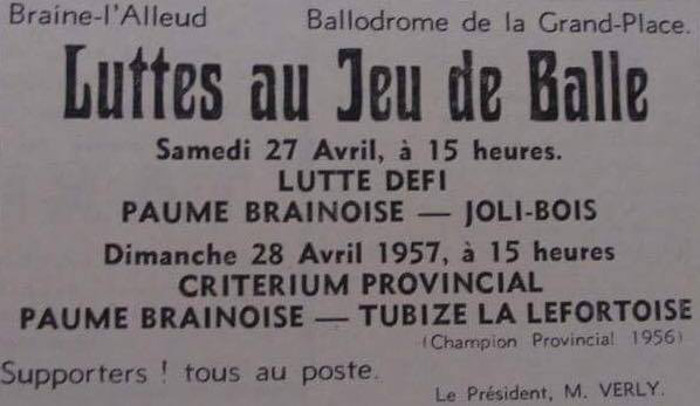 Braine-l'Alleud Ballodrome de la Grand-Place.
Luttes au Jeu de Balle
Samedi 27 Avril, à 15 heures.
LUTTE DEFI
PAUME BRAINOISE — JOLI-BOIS
Dimanche 28 Avril 1957, à 15 heures
CRITERIUM PROVINCIAL
PAUME BRAINOISE — TUBIZE LA LEFORTOISE
(Champion Provincial 1956)
Supporters ! tous au poste.
Le Président, M. VERLY.